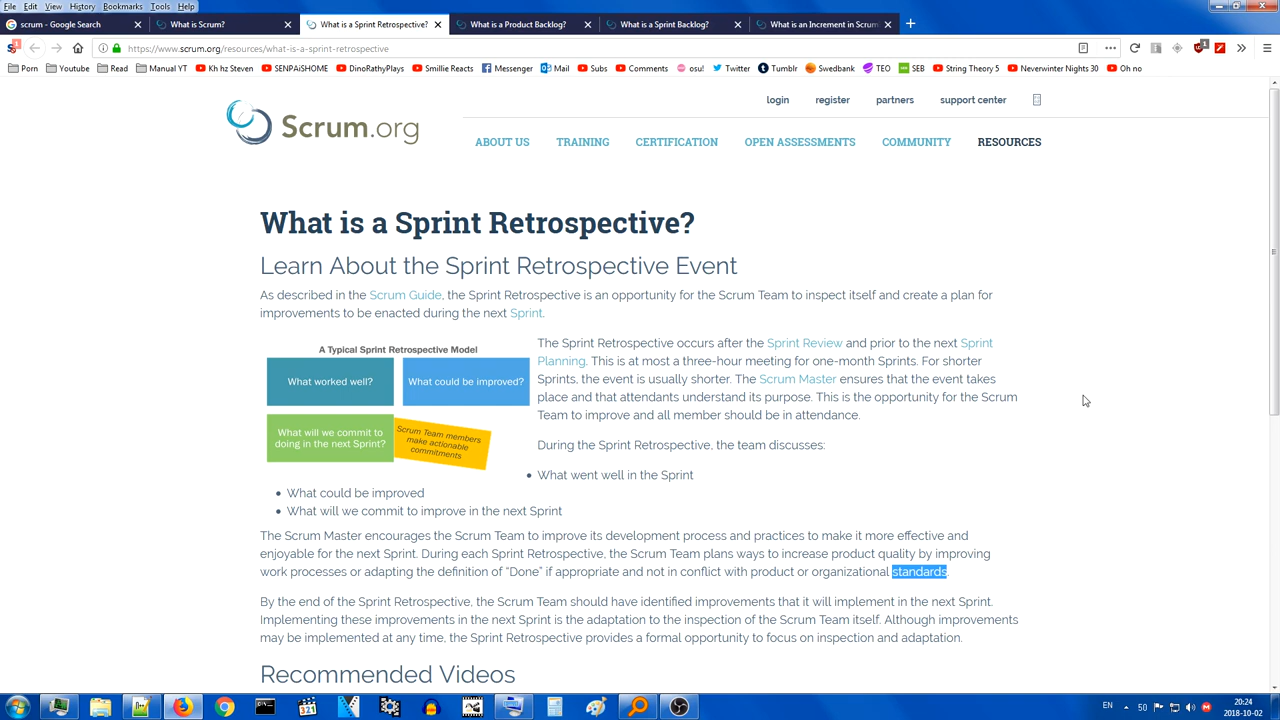 File Edit View History Bookmarks Tools Help
scrum - Google Search
What is Scrum?
What is a Sprint Retrospective?
What is a Product Backlog?
What is a Sprint Backlog?
What is an Increment in Scrum
https://www.scrum.org/resources/what-is-a-sprint-retrospective
Porn Youtube Read Manual YT Kh hz Steven SENPAiSHOME DinoRathyPlays Smillie Reacts Messenger Mail Subs Comments osu! Twitter Tumblr Swedbank TEO SEB String Theory 5 Neverwinter Nights 30 Oh no
login register partners support center
Scrum.org
ABOUT US TRAINING CERTIFICATION OPEN ASSESSMENTS COMMUNITY RESOURCES
What is a Sprint Retrospective?
Learn About the Sprint Retrospective Event
As described in the Scrum Guide, the Sprint Retrospective is an opportunity for the Scrum Team to inspect itself and create a plan for
improvements to be enacted during the next Sprint.
A Typical Sprint Retrospective Model
What worked well?
What could be improved?
What will we commit to
doing in the next Sprint?
Scrum Team members
make actionable
commitments
The Sprint Retrospective occurs after the Sprint Review and prior to the next Sprint
Planning. This is at most a three-hour meeting for one-month Sprints. For shorter
Sprints, the event is usually shorter. The Scrum Master ensures that the event takes
place and that attendants understand its purpose. This is the opportunity for the Scrum
Team to improve and all member should be in attendance.
During the Sprint Retrospective, the team discusses:
• What went well in the Sprint
• What could be improved
• What will we commit to improve in the next Sprint
The Scrum Master encourages the Scrum Team to improve its development process and practices to make it more effective and
enjoyable for the next Sprint. During each Sprint Retrospective, the Scrum Team plans ways to increase product quality by improving
work processes or adapting the definition of “Done” if appropriate and not in conflict with product or organizational standards.
By the end of the Sprint Retrospective, the Scrum Team should have identified improvements that it will implement in the next Sprint.
Implementing these improvements in the next Sprint is the adaptation to the inspection of the Scrum Team itself. Although improvements
may be implemented at any time, the Sprint Retrospective provides a formal opportunity to focus on inspection and adaptation.
Recommended Videos
EN 50 20:24
2018-10-02